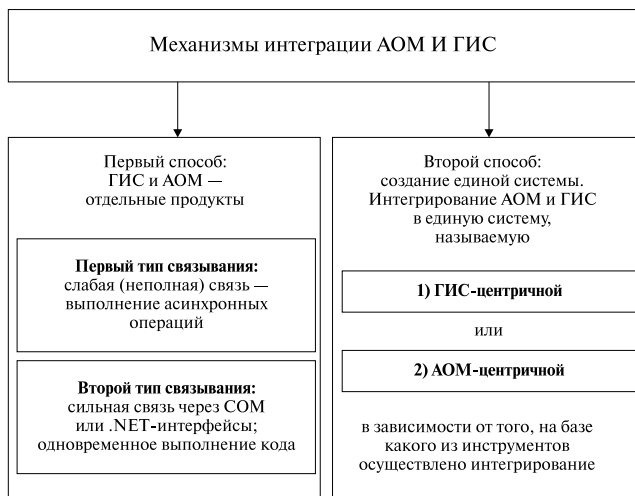 Механизмы интеграции АОМ И ГИС
Первый способ:
ГИС и АОМ —
отдельные продукты
Первый тип связывания:
слабая (неполная) связь —
выполнение асинхронных
операций
Второй тип связывания:
сильная связь через COM
или .NET-интерфейсы;
одновременное выполнение кода
Второй способ:
создание единой системы.
Интегрирование АОМ и ГИС
в единую систему,
называемую
1) ГИС-центричной
или
2) АОМ-центричной
в зависимости от того, на базе
какого из инструментов
осуществлено интегрирование